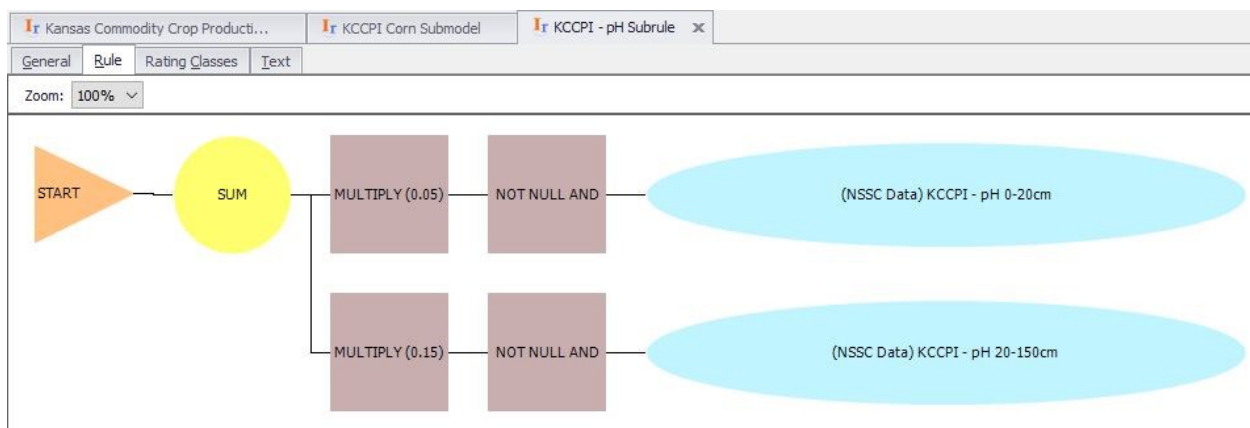 Kansas Commodity Crop Producti... KCCPI Corn Submodel KCCPI - pH Subrule x
General Rule Rating Classes Text
Zoom: 100%
START SUM MULTIPLY (0.05) NOT NULL AND (NSSC Data) KCCPI - pH 0-20cm
MULTIPLY (0.15) NOT NULL AND (NSSC Data) KCCPI - pH 20-150cm